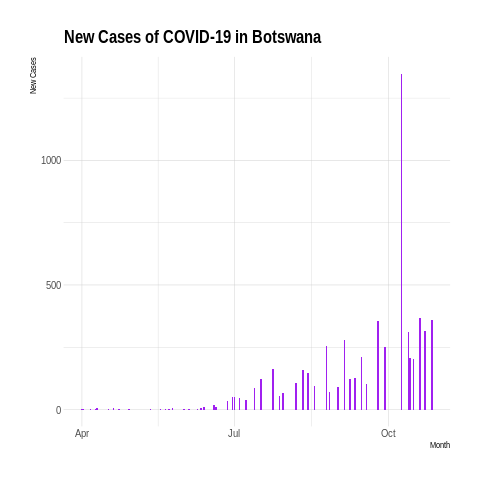 New Cases of COVID-19 in Botswana
New Cases
1000
500
0
Apr
Jul
Oct
Month